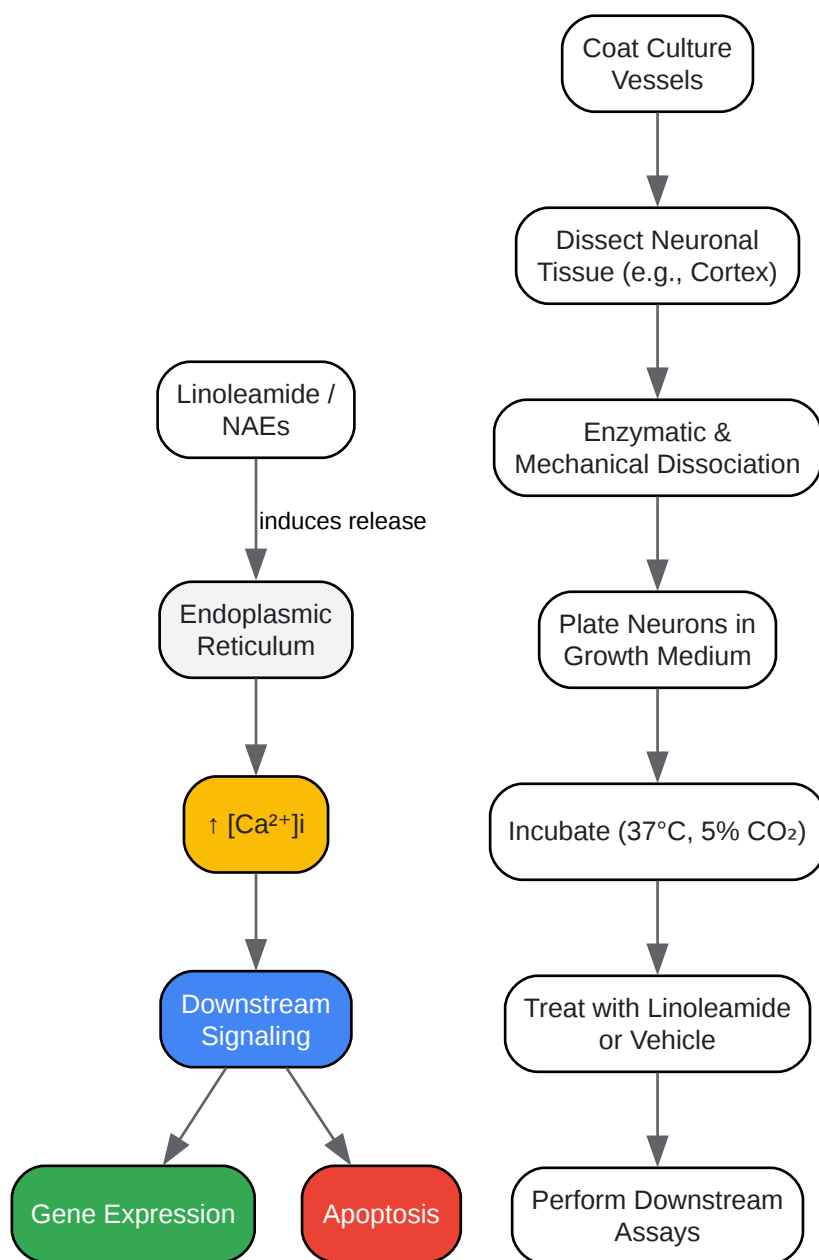 Linoleamide /
NAEs
induces release
Endoplasmic
Reticulum
↑ [Ca²⁺]i
Downstream
Signaling
Gene Expression
Apoptosis
Coat Culture
Vessels
Dissect Neuronal
Tissue (e.g., Cortex)
Enzymatic &
Mechanical Dissociation
Plate Neurons in
Growth Medium
Incubate (37°C, 5% CO₂)
Treat with Linoleamide
or Vehicle
Perform Downstream
Assays